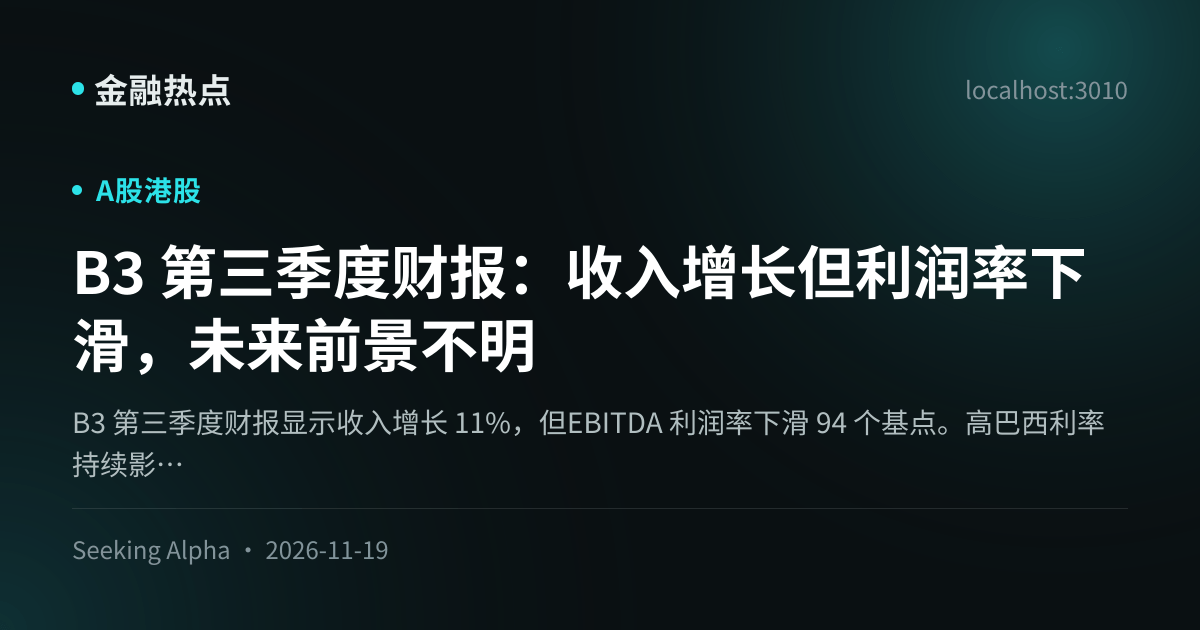 金融热点
localhost:3010
A股港股
B3 第三季度财报：收入增长但利润率下
滑，未来前景不明
B3 第三季度财报显示收入增长 11%，但EBITDA 利润率下滑 94 个基点。高巴西利率
持续影…
Seeking Alpha · 2026-11-19